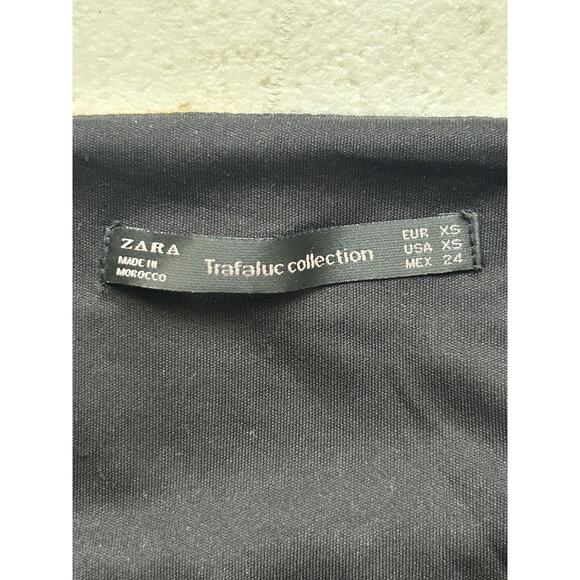 ZARA
MADE IN
MOROCCO
Trafaluc collection
EUR XS
USA XS
MEX 24